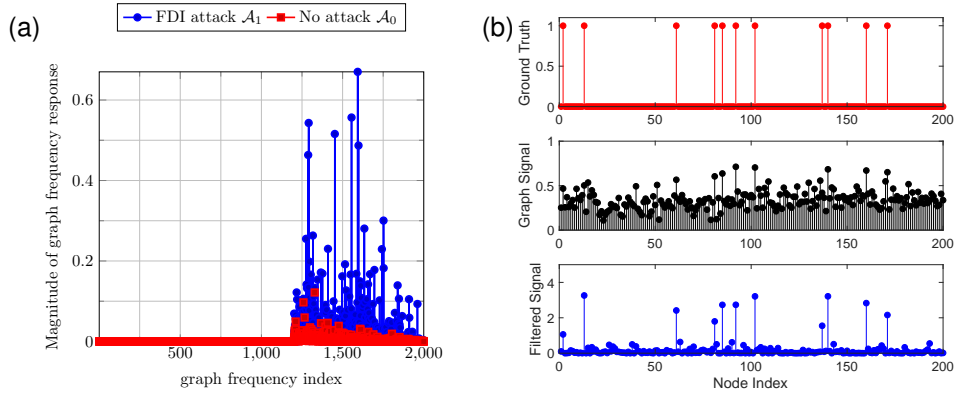 (a)
FDI attack 𝒜₁
No attack 𝒜₀
Magnitude of graph frequency response
0.6
0.4
0.2
0
500
1,000
1,500
2,000
graph frequency index
(b)
Ground Truth
1
0.5
0
0 50 100 150 200
Graph Signal
1
0.5
0
0 50 100 150 200
Filtered Signal
4
2
0
0 50 100 150 200
Node Index